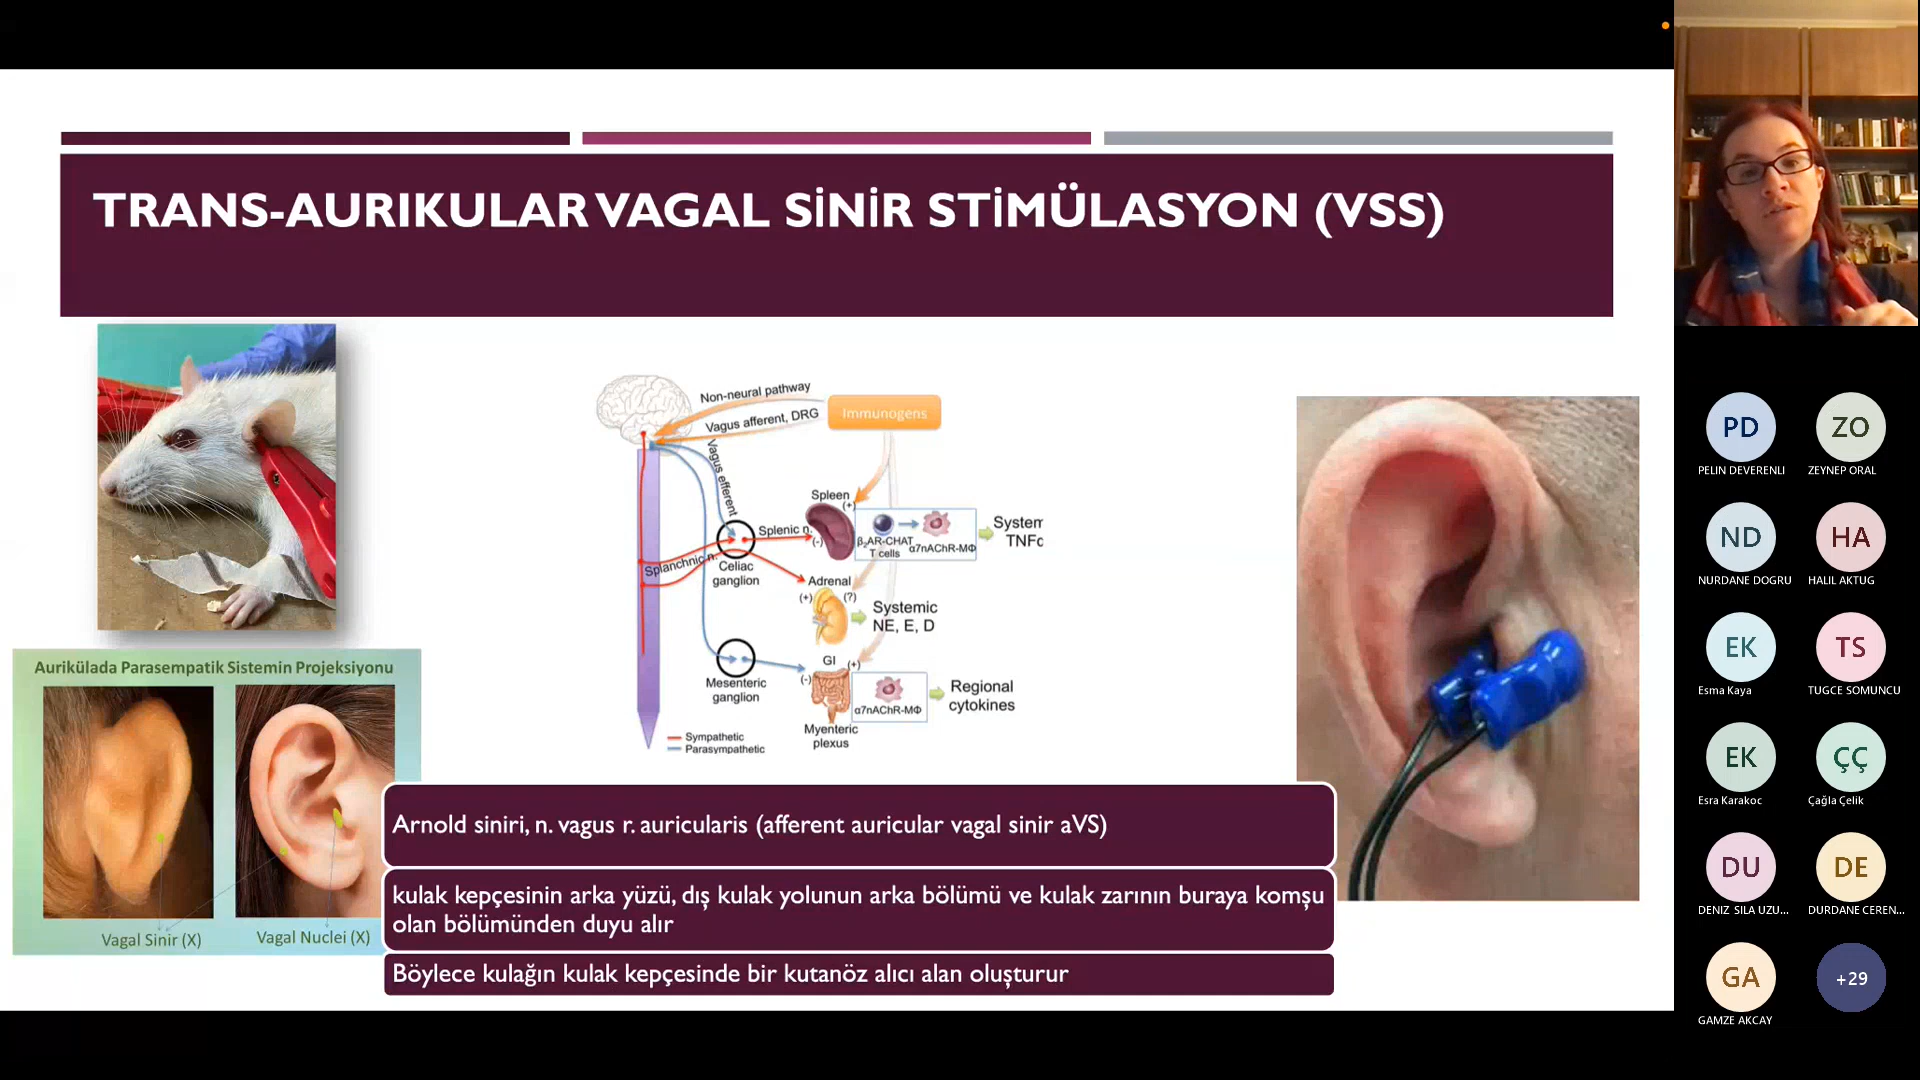 TRANS-AURIKULAR VAGAL SİNİR STİMÜLASYON (VSS)
Non-neural pathway
Immunogens
Vagus afferent, DRG
Vagus efferent
Spleen
(+)
Splenic n.
(-)
β₂AR-CHAT
T cells
α7nAChR-MΦ
System
TNFα
Splanchnic n.
Celiac
ganglion
Adrenal
(+)
(?)
Systemic
NE, E, D
GI
(+)
(-)
Mesenteric
ganglion
α7nAChR-MΦ
Regional
cytokines
Myenteric
plexus
Sympathetic
Parasympathetic
Aurikülada Parasempatik Sistemin Projeksiyonu
Vagal Sinir (X)
Vagal Nuclei (X)
Arnold siniri, n. vagus r. auricularis (afferent auricular vagal sinir aVS)
kulak kepçesinin arka yüzü, dış kulak yolunun arka bölümü ve kulak zarının buraya komşu
olan bölümünden duyu alır
Böylece kulağın kulak kepçesinde bir kutanöz alıcı alan oluşturur
PD
PELIN DEVERENLI
ZO
ZEYNEP ORAL
ND
NURDANE DOGRU
HA
HALIL AKTUG
EK
Esma Kaya
TS
TUGCE SOMUNCU
EK
Esra Karakoc
ÇÇ
Çağla Çelik
DU
DENIZ SILA UZU...
DE
DURDANE CEREN...
GA
GAMZE AKCAY
+29